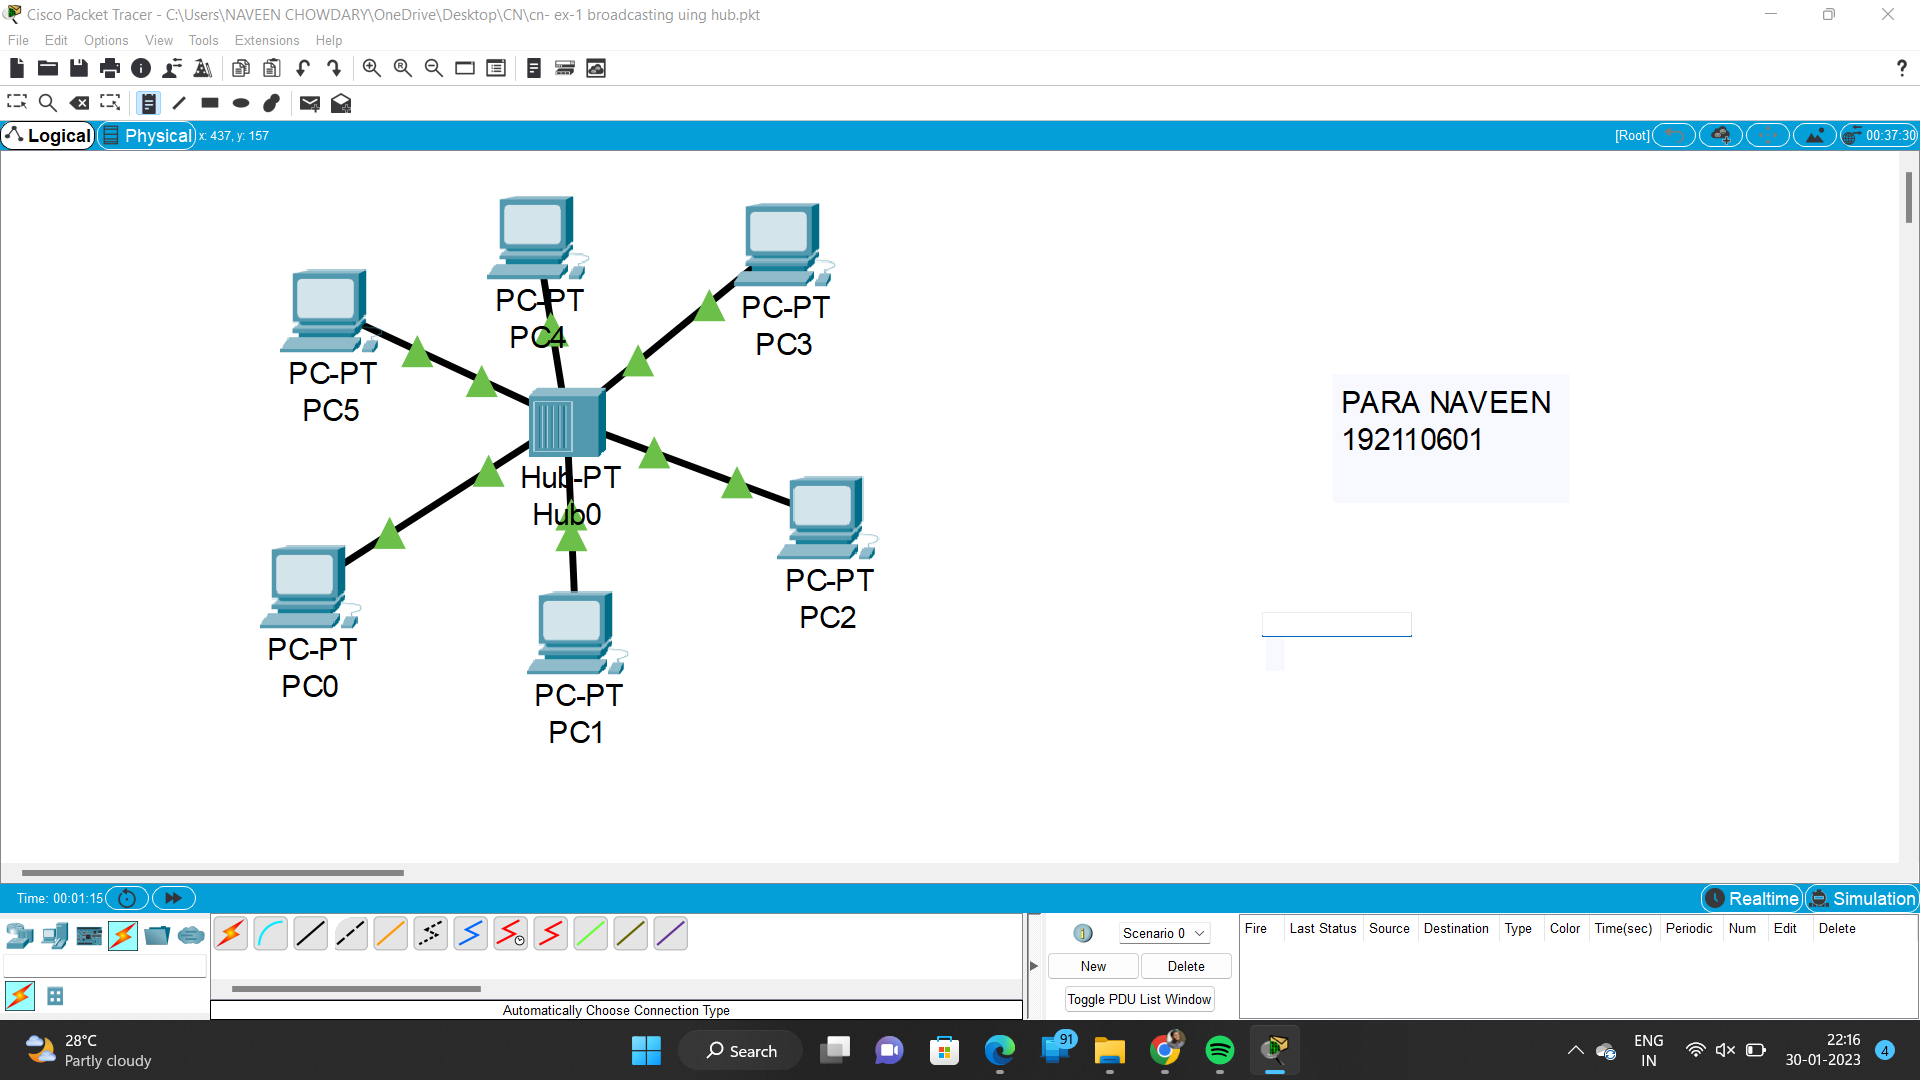 Cisco Packet Tracer - C:\Users\NAVEEN CHOWDARY\OneDrive\Desktop\CN\cn- ex-1 broadcasting uing hub.pkt
File Edit Options View Tools Extensions Help
?
Logical Physical x: 437, y: 157 [Root] 00:37:30
PC-PT
PC4
PC-PT
PC3
PC-PT
PC5
PARA NAVEEN
192110601
Hub-PT
Hub0
PC-PT
PC2
PC-PT
PC0
PC-PT
PC1
Time: 00:01:15 Realtime Simulation
Scenario 0
New Delete
Toggle PDU List Window
Fire Last Status Source Destination Type Color Time(sec) Periodic Num Edit Delete
Automatically Choose Connection Type
28°C
Partly cloudy
Search
91
ENG
IN
22:16
30-01-2023
4